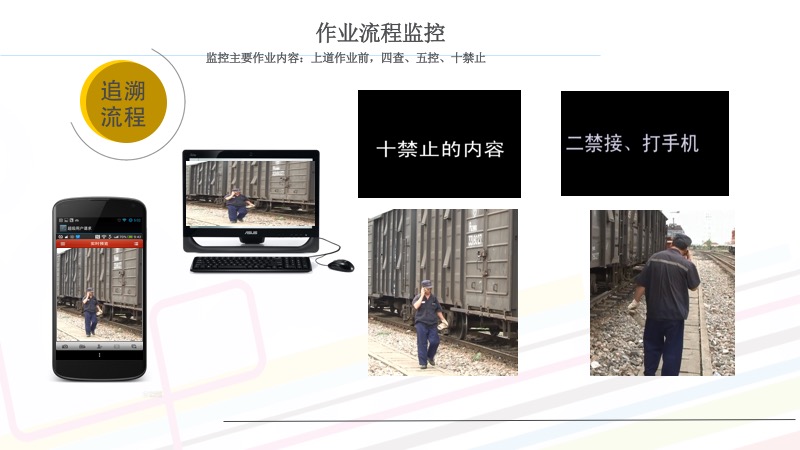 作业流程监控
监控主要作业内容：上道作业前，四查、五控、十禁止
追溯
流程
十禁止的内容
二禁接、打手机
ASUS